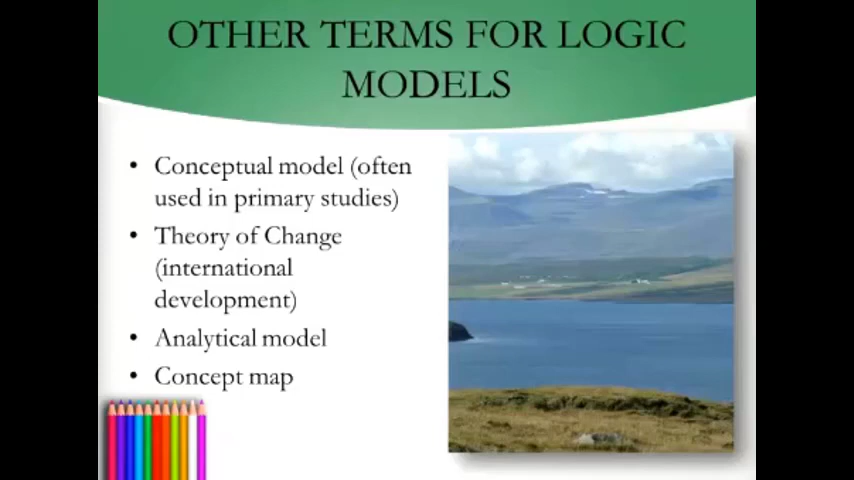 OTHER TERMS FOR LOGIC
MODELS
• Conceptual model (often
used in primary studies)
• Theory of Change
(international
development)
• Analytical model
• Concept map